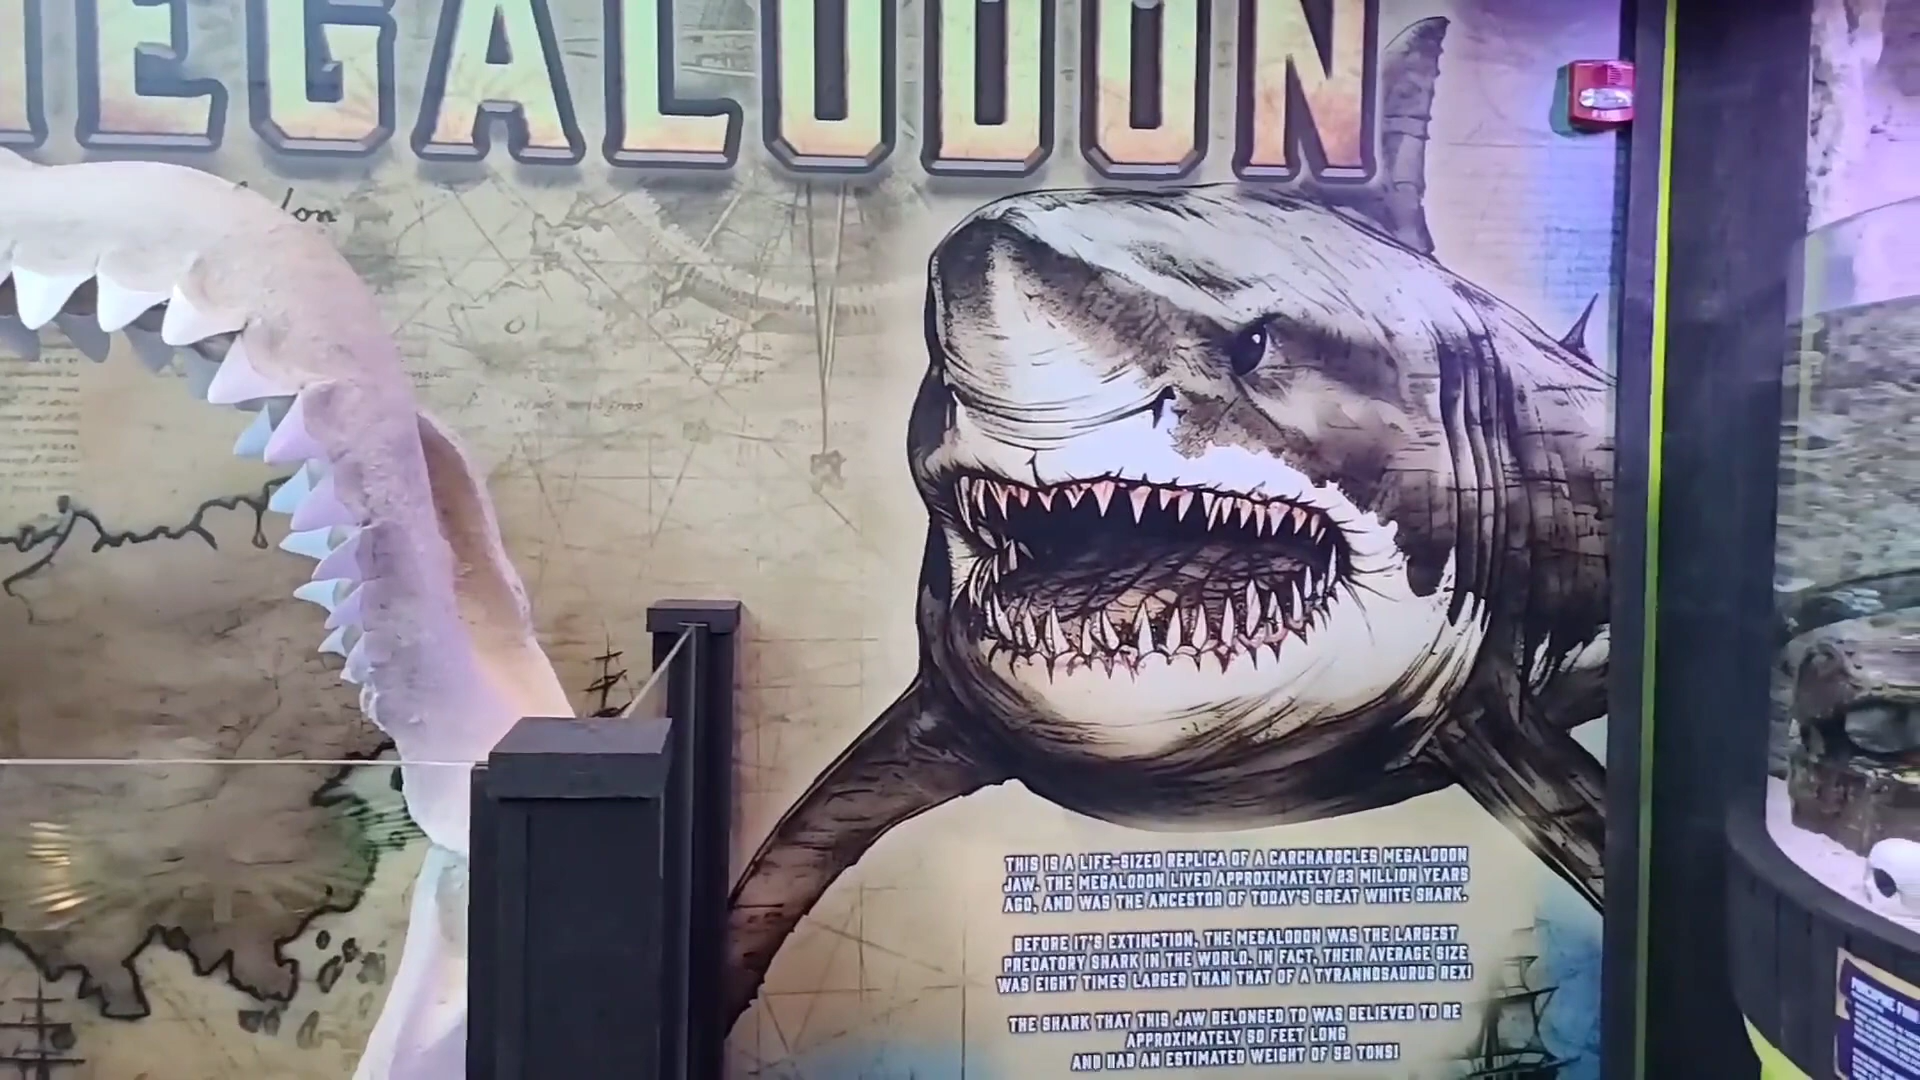 MEGALODON
THIS IS A LIFE-SIZED REPLICA OF A CARCHAROCLES MEGALODON
JAW. THE MEGALODON LIVED APPROXIMATELY 23 MILLION YEARS
AGO, AND WAS THE ANCESTOR OF TODAY'S GREAT WHITE SHARK.
BEFORE IT'S EXTINCTION, THE MEGALODON WAS THE LARGEST
PREDATORY SHARK IN THE WORLD. IN FACT, THEIR AVERAGE SIZE
WAS EIGHT TIMES LARGER THAN THAT OF A TYRANNOSAURUS REX!
THE SHARK THAT THIS JAW BELONGED TO WAS BELIEVED TO BE
APPROXIMATELY 50 FEET LONG
AND HAD AN ESTIMATED WEIGHT OF 52 TONS!